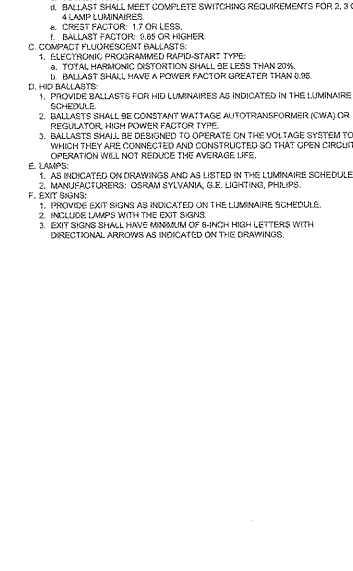 d. BALLAST SHALL MEET COMPLETE SWITCHING REQUIREMENTS FOR 2, 3 O
4 LAMP LUMINAIRES.
e. CREST FACTOR: 1.7 OR LESS.
f. BALLAST FACTOR: 0.85 OR HIGHER.
C. COMPACT FLUORESCENT BALLASTS:
1. ELECTRONIC PROGRAMMED RAPID-START TYPE:
a. TOTAL HARMONIC DISTORTION SHALL BE LESS THAN 20%.
b. BALLAST SHALL HAVE A POWER FACTOR GREATER THAN 0.95.
D. HID BALLASTS:
1. PROVIDE BALLASTS FOR HID LUMINAIRES AS INDICATED IN THE LUMINAIRE
SCHEDULE.
2. BALLASTS SHALL BE CONSTANT WATTAGE AUTOTRANSFORMER (CWA) OR
REGULATOR, HIGH POWER FACTOR TYPE.
3. BALLASTS SHALL BE DESIGNED TO OPERATE ON THE VOLTAGE SYSTEM TO
WHICH THEY ARE CONNECTED AND CONSTRUCTED SO THAT OPEN CIRCUIT
OPERATION WILL NOT REDUCE THE AVERAGE LIFE.
E. LAMPS:
1. AS INDICATED ON DRAWINGS AND AS LISTED IN THE LUMINAIRE SCHEDULE
2. MANUFACTURERS: OSRAM SYLVANIA, G.E. LIGHTING, PHILIPS.
F. EXIT SIGNS:
1. PROVIDE EXIT SIGNS AS INDICATED ON THE LUMINAIRE SCHEDULE.
2. INCLUDE LAMPS WITH THE EXIT SIGNS.
3. EXIT SIGNS SHALL HAVE MINIMUM OF 6-INCH HIGH LETTERS WITH
DIRECTIONAL ARROWS AS INDICATED ON THE DRAWINGS.